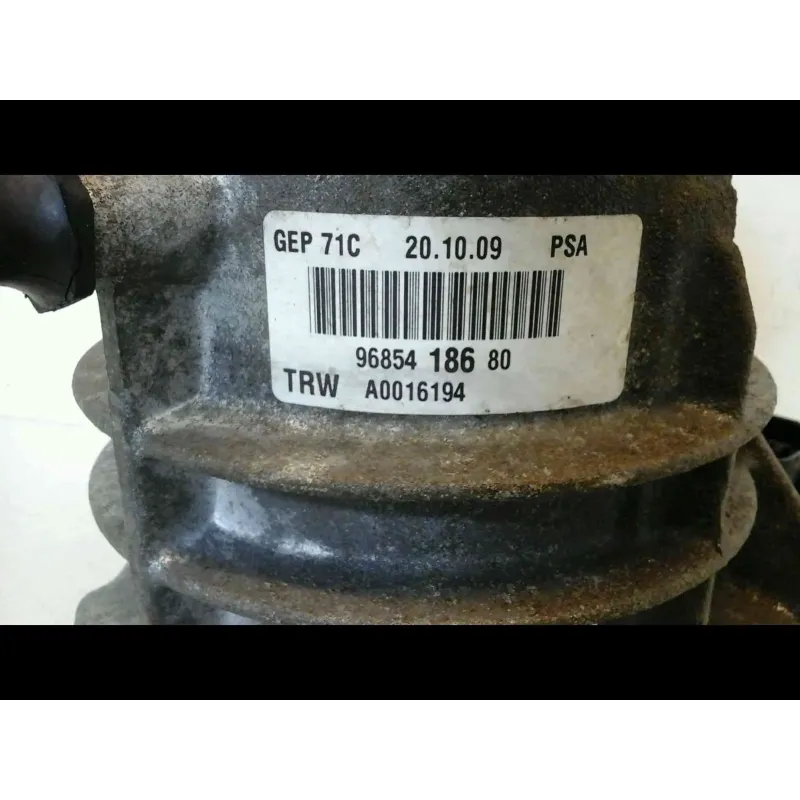 GEP 71C 20.10.09 PSA
96854 186 80
TRW A0016194